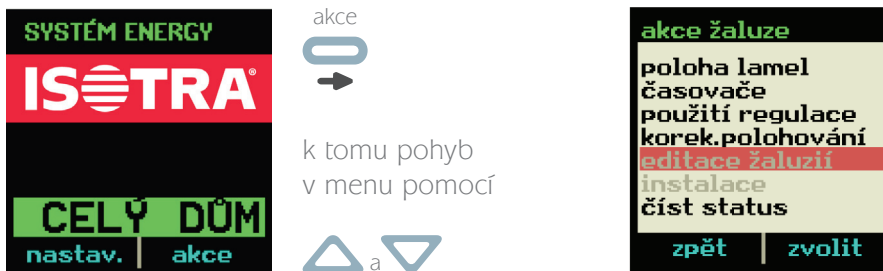 SYSTÉM ENERGY
ISOTRA®
CELÝ DŮM
nastav. akce
akce
k tomu pohyb
v menu pomocí
a
akce žaluze
poloha lamel
časovače
použití regulace
korek.polohování
editace žaluzií
instalace
číst status
zpět zvolit